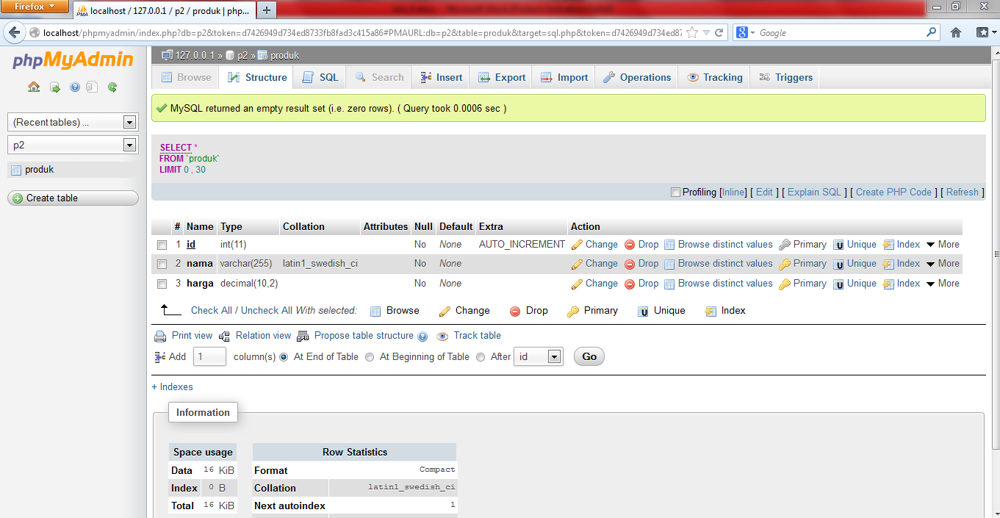 Firefox
localhost / 127.0.0.1 / p2 / produk | php...
localhost/phpmyadmin/index.php?db=p2&token=d7426949d734ed8733fb8fad3c415a86#PMAURL:db=p2&table=produk&target=sql.php&token=d7426949d734ed87
Google
phpMyAdmin
(Recent tables) ...
p2
produk
Create table
127.0.0.1 » p2 » produk
Browse Structure SQL Search Insert Export Import Operations Tracking Triggers
MySQL returned an empty result set (i.e. zero rows). ( Query took 0.0006 sec )
SELECT *
FROM `produk`
LIMIT 0 , 30
Profiling [Inline] [ Edit ] [ Explain SQL ] [ Create PHP Code ] [ Refresh ]
# Name Type Collation Attributes Null Default Extra Action
1 id int(11) No None AUTO_INCREMENT Change Drop Browse distinct values Primary Unique Index More
2 nama varchar(255) latin1_swedish_ci No None Change Drop Browse distinct values Primary Unique Index More
3 harga decimal(10,2) No None Change Drop Browse distinct values Primary Unique Index More
Check All / Uncheck All With selected: Browse Change Drop Primary Unique Index
Print view Relation view Propose table structure Track table
Add 1 column(s) At End of Table At Beginning of Table After id Go
+ Indexes
Information
Space usage
Data 16 KiB
Index 0 B
Total 16 KiB
Row Statistics
Format Compact
Collation latin1_swedish_ci
Next autoindex 1